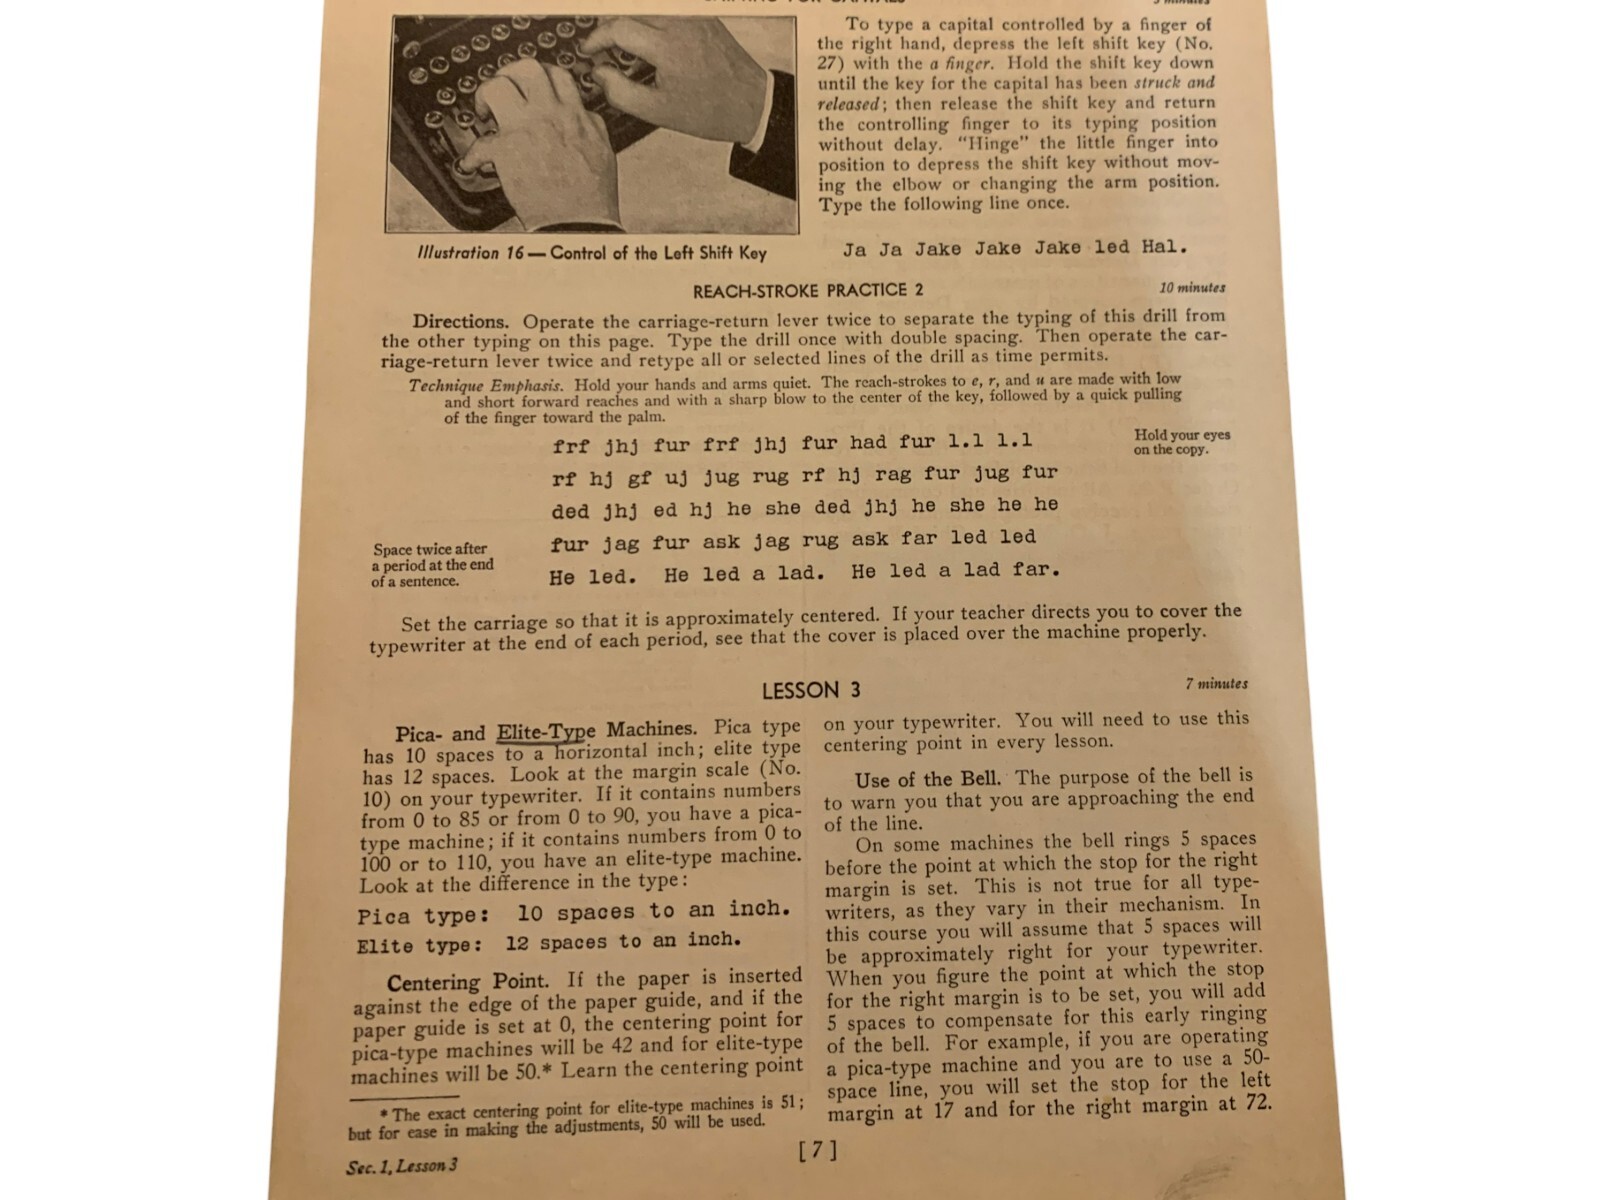 5 minutes
To type a capital controlled by a finger of
the right hand, depress the left shift key (No.
27) with the a finger. Hold the shift key down
until the key for the capital has been struck and
released; then release the shift key and return
the controlling finger to its typing position
without delay. "Hinge" the little finger into
position to depress the shift key without mov-
ing the elbow or changing the arm position.
Type the following line once.
Illustration 16 — Control of the Left Shift Key
Ja Ja Jake Jake Jake led Hal.
REACH-STROKE PRACTICE 2
10 minutes
Directions. Operate the carriage-return lever twice to separate the typing of this drill from
the other typing on this page. Type the drill once with double spacing. Then operate the car-
riage-return lever twice and retype all or selected lines of the drill as time permits.
Technique Emphasis. Hold your hands and arms quiet. The reach-strokes to e, r, and u are made with low
and short forward reaches and with a sharp blow to the center of the key, followed by a quick pulling
of the finger toward the palm.
frf jhj fur frf jhj fur had fur l.l l.l
rf hj gf uj jug rug rf hj rag fur jug fur
ded jhj ed hj he she ded jhj he she he he
fur jag fur ask jag rug ask far led led
He led. He led a lad. He led a lad far.
Hold your eyes
on the copy.
Space twice after
a period at the end
of a sentence.
Set the carriage so that it is approximately centered. If your teacher directs you to cover the
typewriter at the end of each period, see that the cover is placed over the machine properly.
LESSON 3
7 minutes
Pica- and Elite-Type Machines. Pica type
has 10 spaces to a horizontal inch; elite type
has 12 spaces. Look at the margin scale (No.
10) on your typewriter. If it contains numbers
from 0 to 85 or from 0 to 90, you have a pica-
type machine; if it contains numbers from 0 to
100 or to 110, you have an elite-type machine.
Look at the difference in the type:
Pica type: 10 spaces to an inch.
Elite type: 12 spaces to an inch.
Centering Point. If the paper is inserted
against the edge of the paper guide, and if the
paper guide is set at 0, the centering point for
pica-type machines will be 42 and for elite-type
machines will be 50.* Learn the centering point
* The exact centering point for elite-type machines is 51;
but for ease in making the adjustments, 50 will be used.
on your typewriter. You will need to use this
centering point in every lesson.
Use of the Bell. The purpose of the bell is
to warn you that you are approaching the end
of the line.
On some machines the bell rings 5 spaces
before the point at which the stop for the right
margin is set. This is not true for all type-
writers, as they vary in their mechanism. In
this course you will assume that 5 spaces will
be approximately right for your typewriter.
When you figure the point at which the stop
for the right margin is to be set, you will add
5 spaces to compensate for this early ringing
of the bell. For example, if you are operating
a pica-type machine and you are to use a 50-
space line, you will set the stop for the left
margin at 17 and for the right margin at 72.
[ 7 ]
Sec. 1, Lesson 3